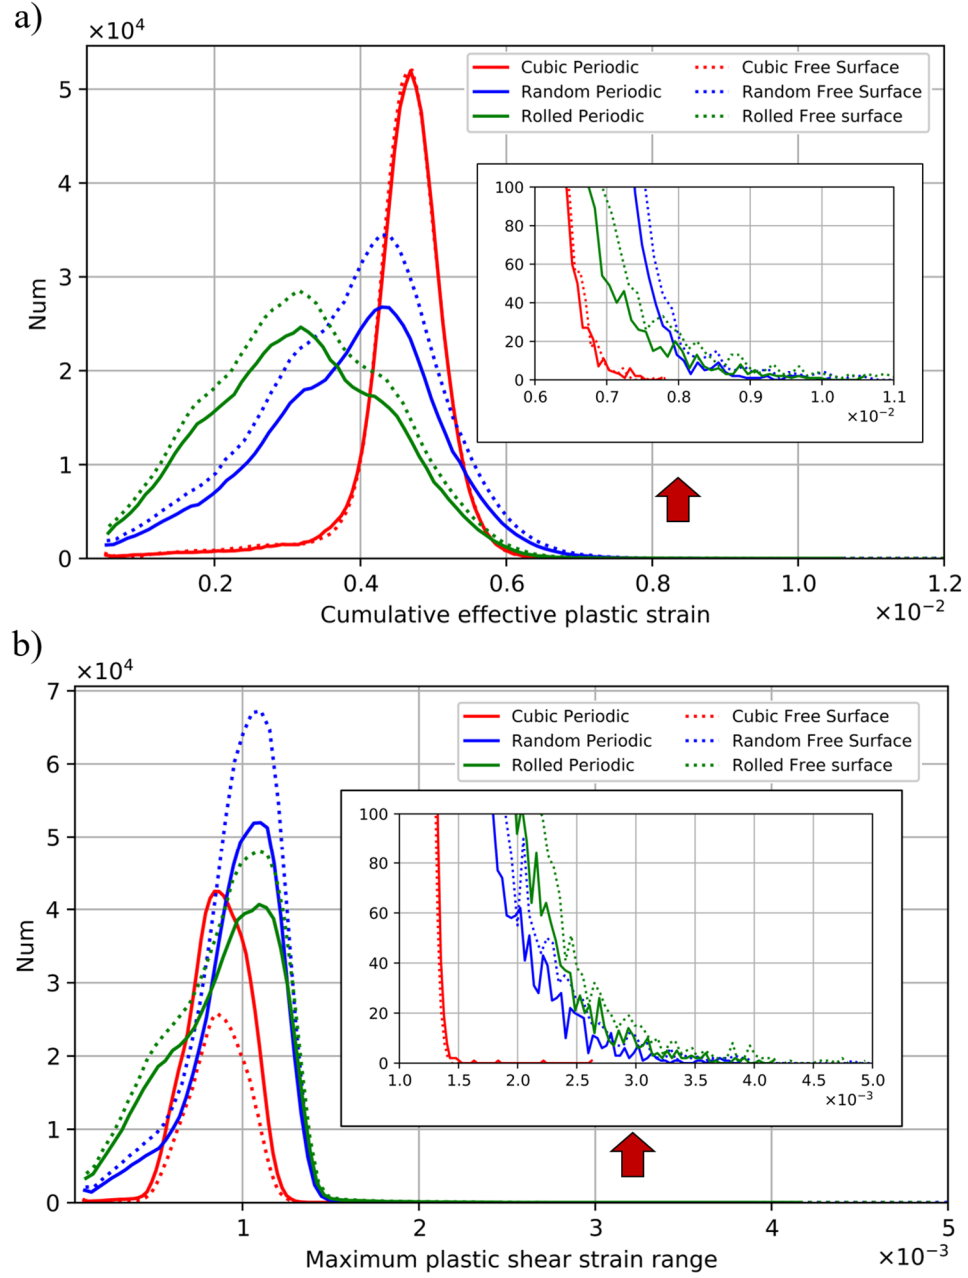 a)
×10⁴
Cubic Periodic
Random Periodic
Rolled Periodic
Cubic Free Surface
Random Free Surface
Rolled Free surface
5
4
3
2
1
0
Num
100
80
60
40
20
0
0.6 0.7 0.8 0.9 1.0 1.1
×10⁻²
0.2 0.4 0.6 0.8 1.0 1.2
Cumulative effective plastic strain
×10⁻²
b)
×10⁴
Cubic Periodic
Random Periodic
Rolled Periodic
Cubic Free Surface
Random Free Surface
Rolled Free surface
7
6
5
4
3
2
1
0
Num
100
80
60
40
20
0
1.0 1.5 2.0 2.5 3.0 3.5 4.0 4.5 5.0
×10⁻³
1 2 3 4 5
Maximum plastic shear strain range
×10⁻³